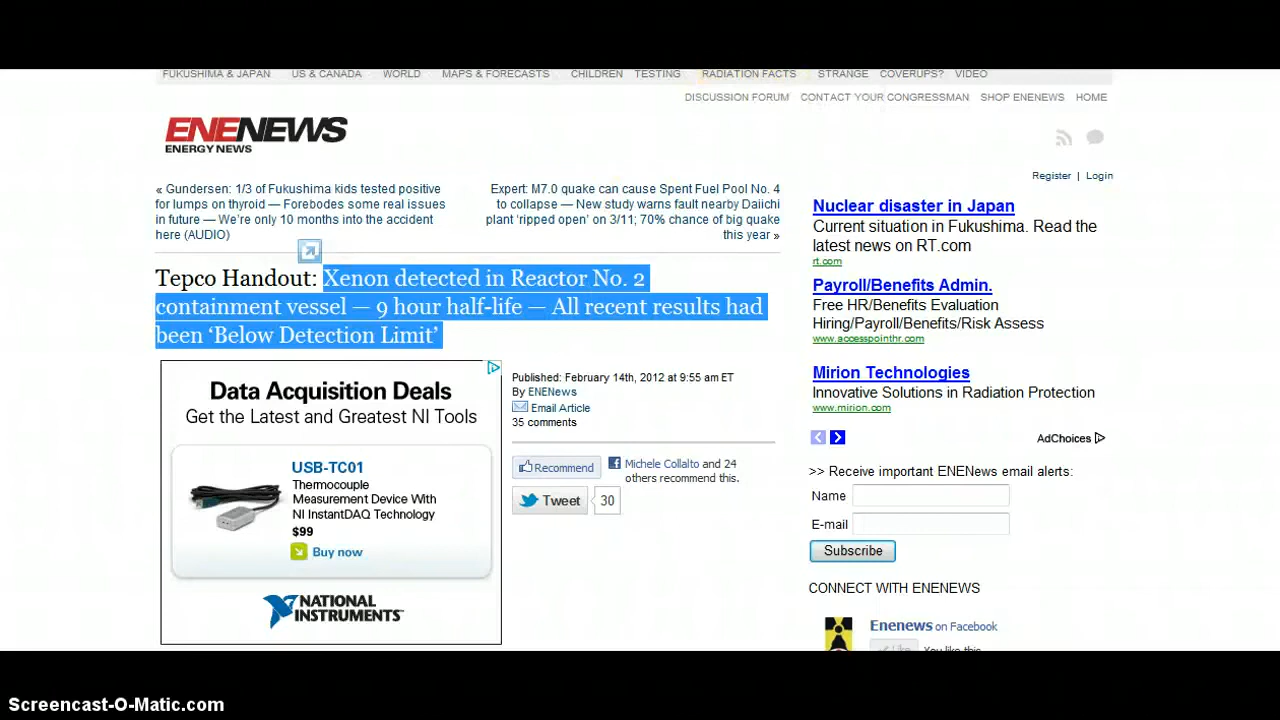 FUKUSHIMA & JAPAN US & CANADA WORLD MAPS & FORECASTS CHILDREN TESTING RADIATION FACTS STRANGE COVERUPS? VIDEO
DISCUSSION FORUM CONTACT YOUR CONGRESSMAN SHOP ENENEWS HOME
ENENEWS
ENERGY NEWS
Register | Login
« Gundersen: 1/3 of Fukushima kids tested positive
for lumps on thyroid — Forebodes some real issues
in future — We're only 10 months into the accident
here (AUDIO)
Expert: M7.0 quake can cause Spent Fuel Pool No. 4
to collapse — New study warns fault nearby Daiichi
plant 'ripped open' on 3/11; 70% chance of big quake
this year »
Tepco Handout: Xenon detected in Reactor No. 2
containment vessel — 9 hour half-life — All recent results had
been ‘Below Detection Limit’
Data Acquisition Deals
Get the Latest and Greatest NI Tools
USB-TC01
Thermocouple
Measurement Device With
NI InstantDAQ Technology
$99
Buy now
NATIONAL
INSTRUMENTS
Published: February 14th, 2012 at 9:55 am ET
By ENENews
Email Article
35 comments
Recommend
Michele Collalto and 24
others recommend this.
Tweet 30
Nuclear disaster in Japan
Current situation in Fukushima. Read the
latest news on RT.com
rt.com
Payroll/Benefits Admin.
Free HR/Benefits Evaluation
Hiring/Payroll/Benefits/Risk Assess
www.accesspointhr.com
Mirion Technologies
Innovative Solutions in Radiation Protection
www.mirion.com
AdChoices
>> Receive important ENENews email alerts:
Name
E-mail
Subscribe
CONNECT WITH ENENEWS
Enenews on Facebook
Like You like this.
Screencast-O-Matic.com